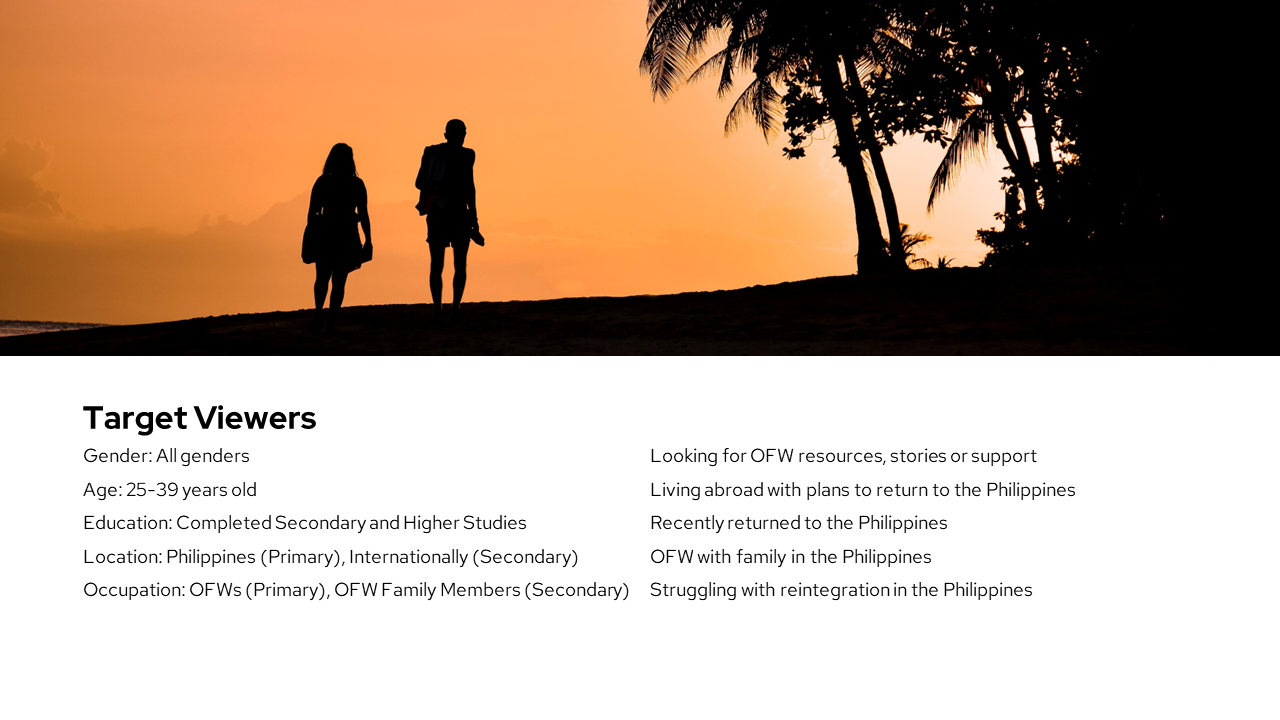 Target Viewers
Gender: All genders
Age: 25-39 years old
Education: Completed Secondary and Higher Studies
Location: Philippines (Primary), Internationally (Secondary)
Occupation: OFWs (Primary), OFW Family Members (Secondary)
Looking for OFW resources, stories or support
Living abroad with plans to return to the Philippines
Recently returned to the Philippines
OFW with family in the Philippines
Struggling with reintegration in the Philippines